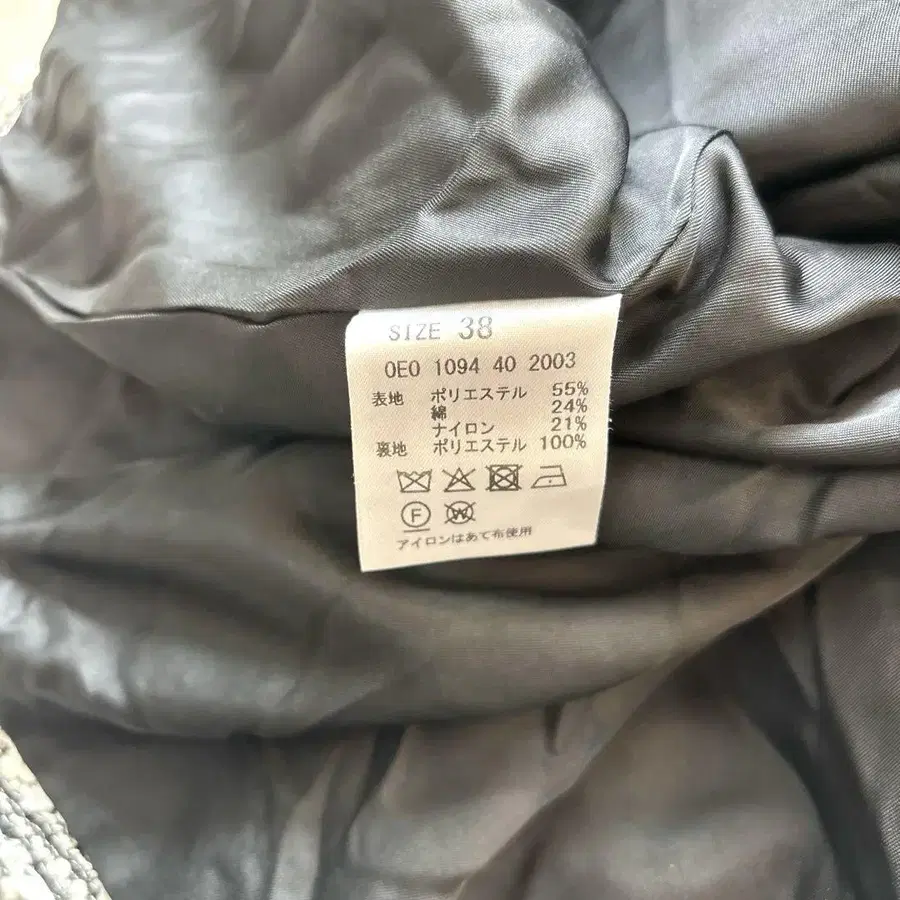 SIZE 38
0E0 1094 40 2003
表地 ポリエステル 55%
綿 24%
ナイロン 21%
裏地 ポリエステル 100%
F W
アイロンはあて布使用